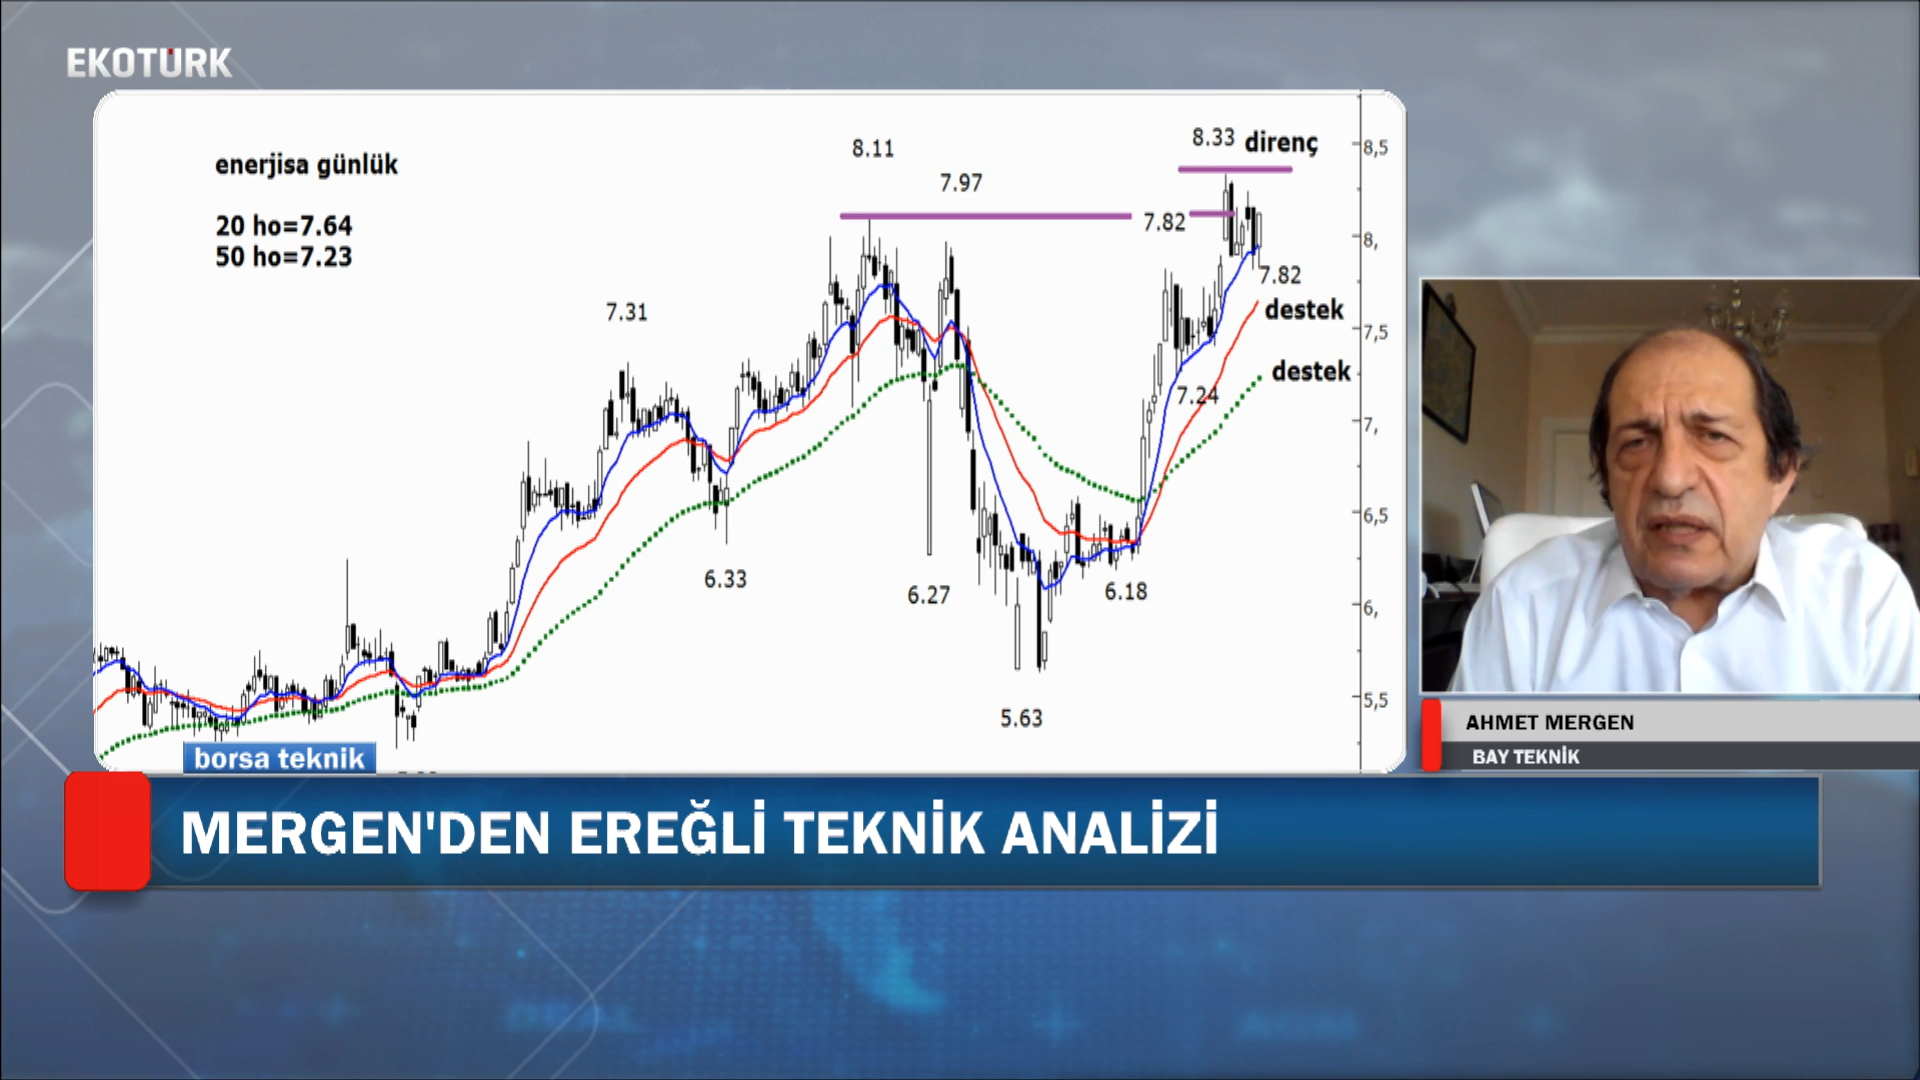 EKOTÜRK
enerjisa günlük
20 ho=7.64
50 ho=7.23
8.11
7.97
7.31
6.33
6.27
5.63
6.18
7.82
7.24
8.33 direnç
7.82
destek
destek
8,5
8,
7,5
7,
6,5
6,
5,5
borsa teknik
AHMET MERGEN
BAY TEKNİK
MERGEN'DEN EREĞLİ TEKNİK ANALİZİ